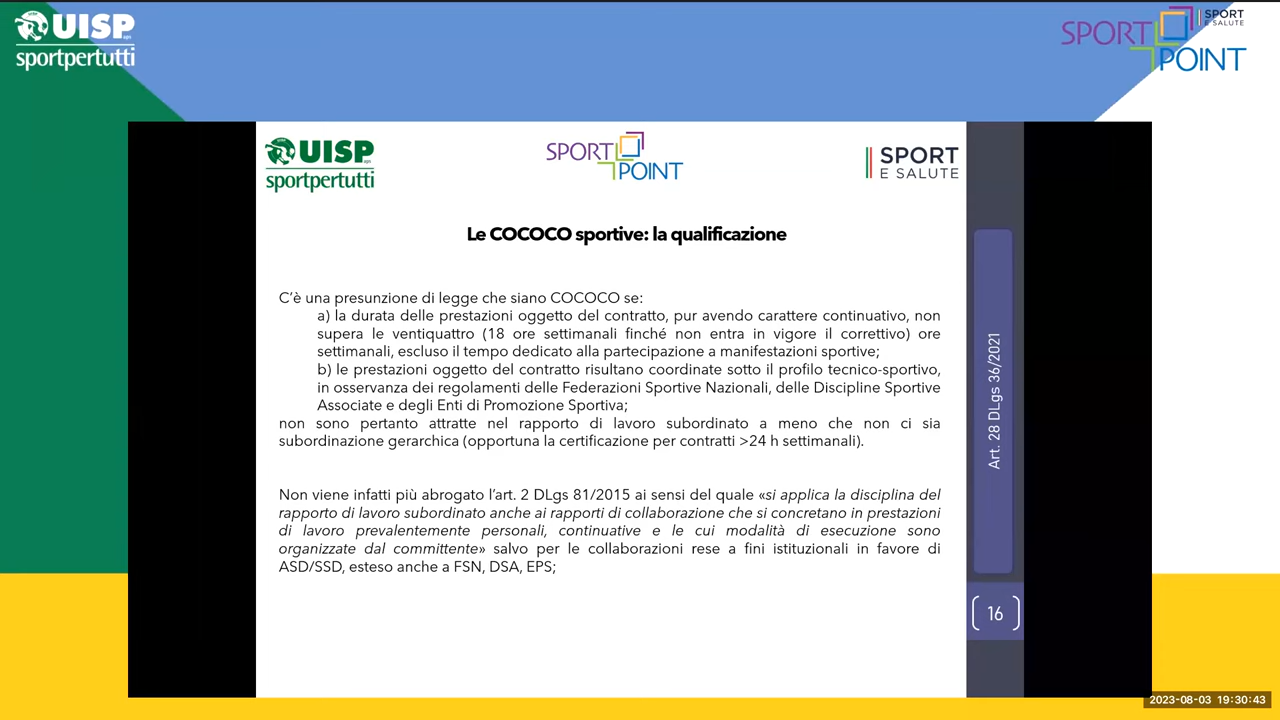 UISP aps
sportpertutti
SPORT
POINT
SPORT
E SALUTE
UISP aps
sportpertutti
SPORT
POINT
SPORT
E SALUTE
Le COCOCO sportive: la qualificazione
C'è una presunzione di legge che siano COCOCO se:
a) la durata delle prestazioni oggetto del contratto, pur avendo carattere continuativo, non
supera le ventiquattro (18 ore settimanali finché non entra in vigore il correttivo) ore
settimanali, escluso il tempo dedicato alla partecipazione a manifestazioni sportive;
b) le prestazioni oggetto del contratto risultano coordinate sotto il profilo tecnico-sportivo,
in osservanza dei regolamenti delle Federazioni Sportive Nazionali, delle Discipline Sportive
Associate e degli Enti di Promozione Sportiva;
non sono pertanto attratte nel rapporto di lavoro subordinato a meno che non ci sia
subordinazione gerarchica (opportuna la certificazione per contratti >24 h settimanali).
Non viene infatti più abrogato l'art. 2 DLgs 81/2015 ai sensi del quale «si applica la disciplina del
rapporto di lavoro subordinato anche ai rapporti di collaborazione che si concretano in prestazioni
di lavoro prevalentemente personali, continuative e le cui modalità di esecuzione sono
organizzate dal committente» salvo per le collaborazioni rese a fini istituzionali in favore di
ASD/SSD, esteso anche a FSN, DSA, EPS;
Art. 28 DLgs 36/2021
16
2023-08-03 19:30:43